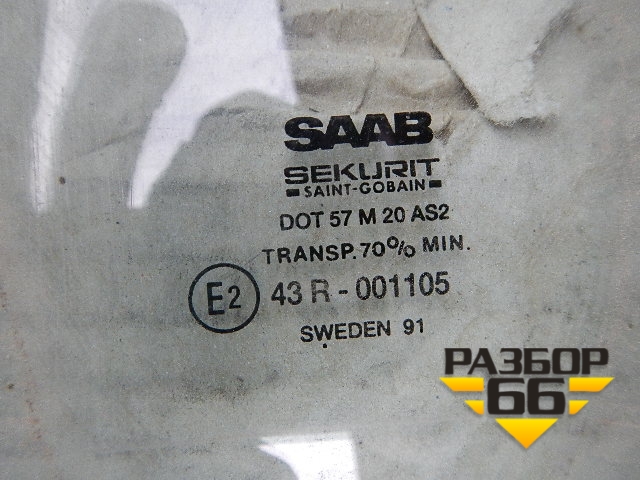 SAAB
SEKURIT
SAINT-GOBAIN
DOT 57 M 20 AS2
TRANSP. 70% MIN.
E2 43 R - 001105
SWEDEN 91
РАЗБОР
66